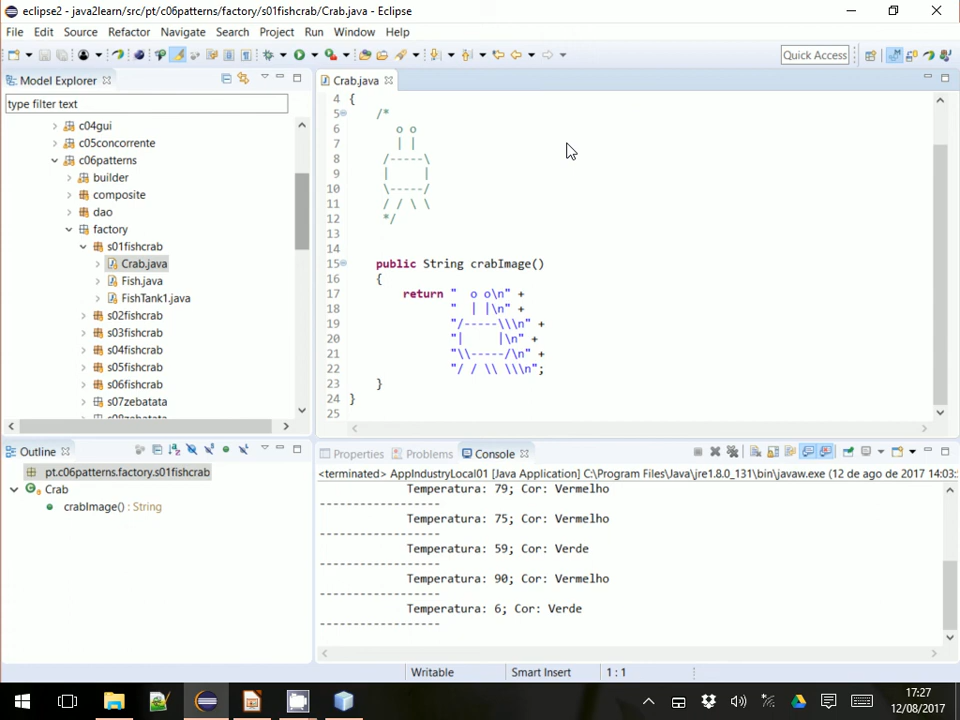 eclipse2 - java2learn/src/pt/c06patterns/factory/s01fishcrab/Crab.java - Eclipse
File Edit Source Refactor Navigate Search Project Run Window Help
Quick Access
Model Explorer
type filter text
c04gui
c05concorrente
c06patterns
builder
composite
dao
factory
s01fishcrab
Crab.java
Fish.java
FishTank1.java
s02fishcrab
s03fishcrab
s04fishcrab
s05fishcrab
s06fishcrab
s07zebatata
Crab.java
4 {
5 /*
6 o o
7 | |
8 /-----\
9 |     |
10 \-----/
11 / / \ \
12 */
13
14
15 public String crabImage()
16 {
17 return "  o o\n" +
18 "  | |\n" +
19 "/-----\\\n" +
20 "|     |\n" +
21 "\\-----/\n" +
22 "/ / \\ \\\n";
23 }
24 }
25
Outline
pt.c06patterns.factory.s01fishcrab
Crab
crabImage() : String
Properties Problems Console
<terminated> AppIndustryLocal01 [Java Application] C:\Program Files\Java\jre1.8.0_131\bin\javaw.exe (12 de ago de 2017 14:03:
Temperatura: 79; Cor: Vermelho
------------------
Temperatura: 75; Cor: Vermelho
------------------
Temperatura: 59; Cor: Verde
------------------
Temperatura: 90; Cor: Vermelho
------------------
Temperatura: 6; Cor: Verde
------------------
Writable Smart Insert 1 : 1
17:27
12/08/2017